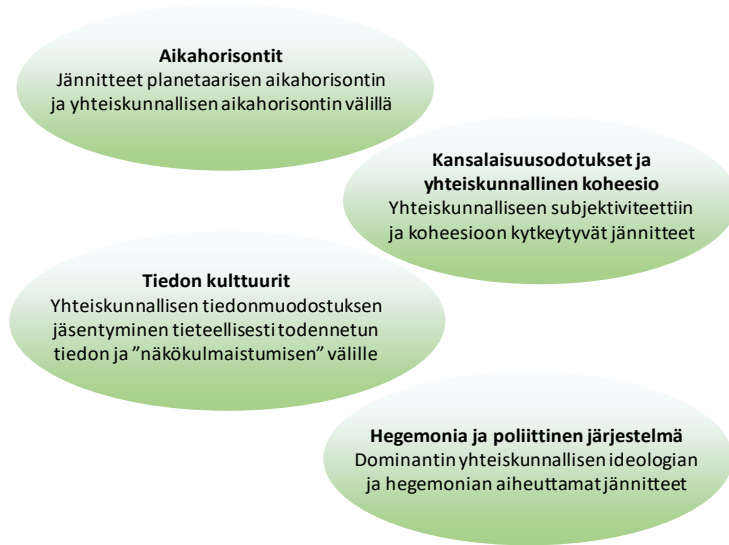 Aikahorisontit
Jännitteet planetaarisen aikahorisontin
ja yhteiskunnallisen aikahorisontin välillä
Kansalaisuusodotukset ja
yhteiskunnallinen koheesio
Yhteiskunnalliseen subjektiviteettiin
ja koheesioon kytkeytyvät jännitteet
Tiedon kulttuurit
Yhteiskunnallisen tiedonmuodostuksen
jäsentyminen tieteellisesti todennetun
tiedon ja ”näkökulmaistumisen” välille
Hegemonia ja poliittinen järjestelmä
Dominantin yhteiskunnallisen ideologian
ja hegemonian aiheuttamat jännitteet